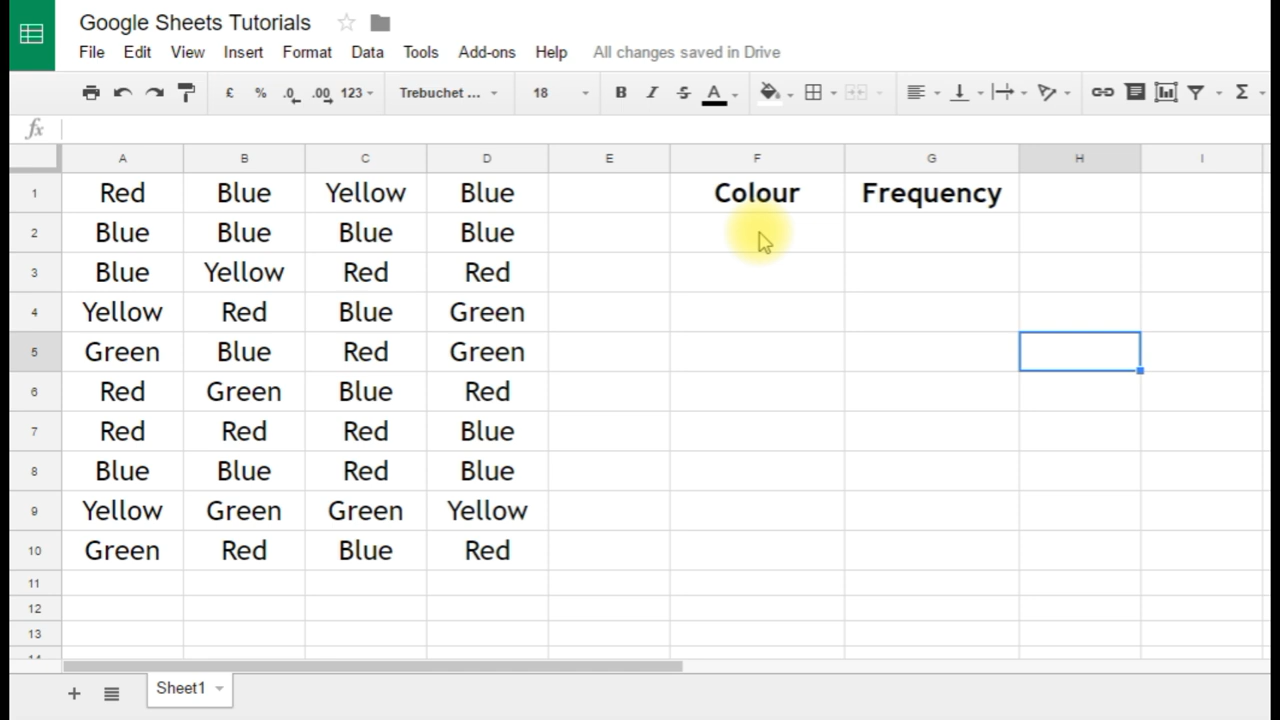 Google Sheets Tutorials
File Edit View Insert Format Data Tools Add-ons Help All changes saved in Drive
£ % .0 .00 123 Trebuchet ... 18 B I S A Σ
fx
A B C D E F G H I
1 Red Blue Yellow Blue Colour Frequency
2 Blue Blue Blue Blue
3 Blue Yellow Red Red
4 Yellow Red Blue Green
5 Green Blue Red Green
6 Red Green Blue Red
7 Red Red Red Blue
8 Blue Blue Red Blue
9 Yellow Green Green Yellow
10 Green Red Blue Red
11
12
13
14
+ Sheet1